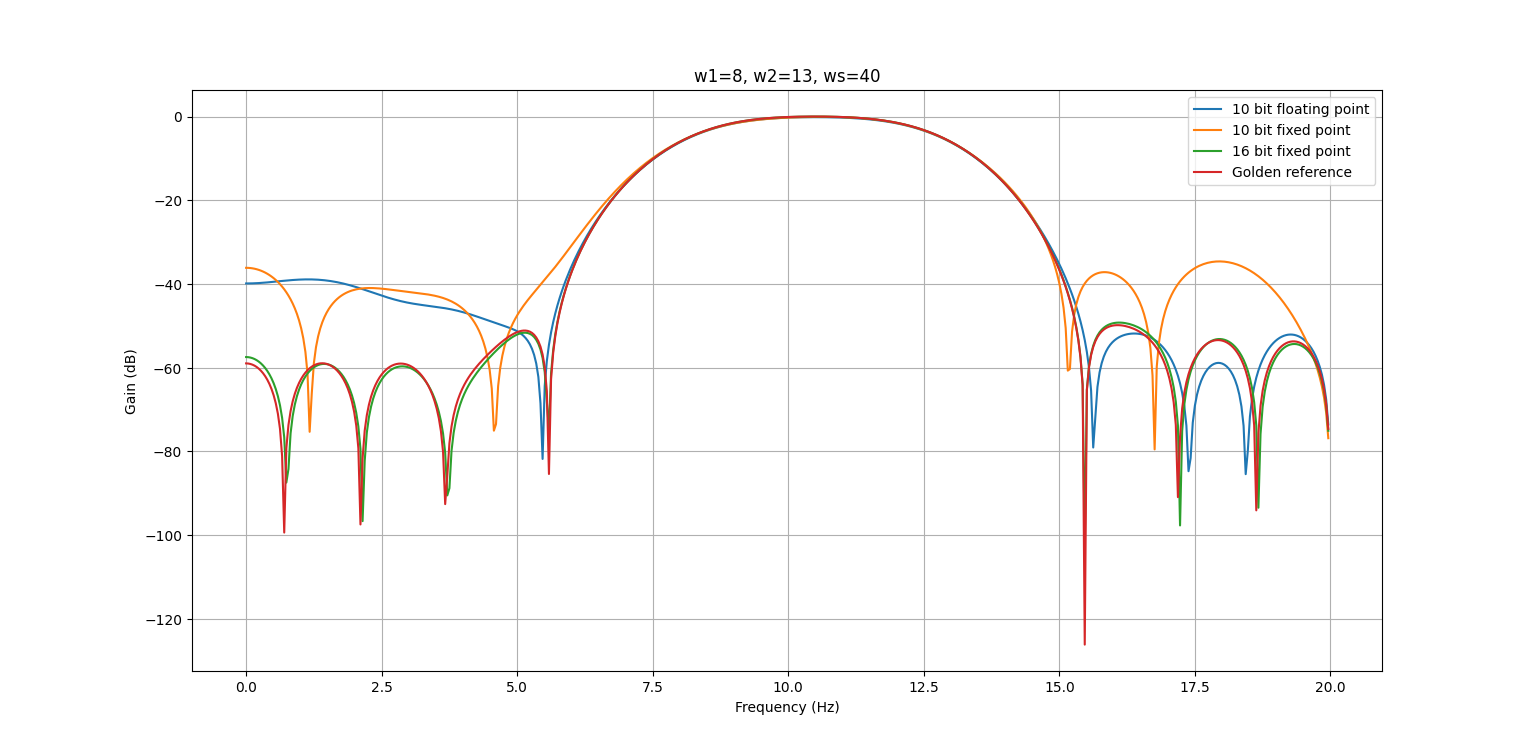 w1=8, w2=13, ws=40
10 bit floating point
10 bit fixed point
16 bit fixed point
Golden reference
Gain (dB)
0
−20
−40
−60
−80
−100
−120
0.0 2.5 5.0 7.5 10.0 12.5 15.0 17.5 20.0
Frequency (Hz)